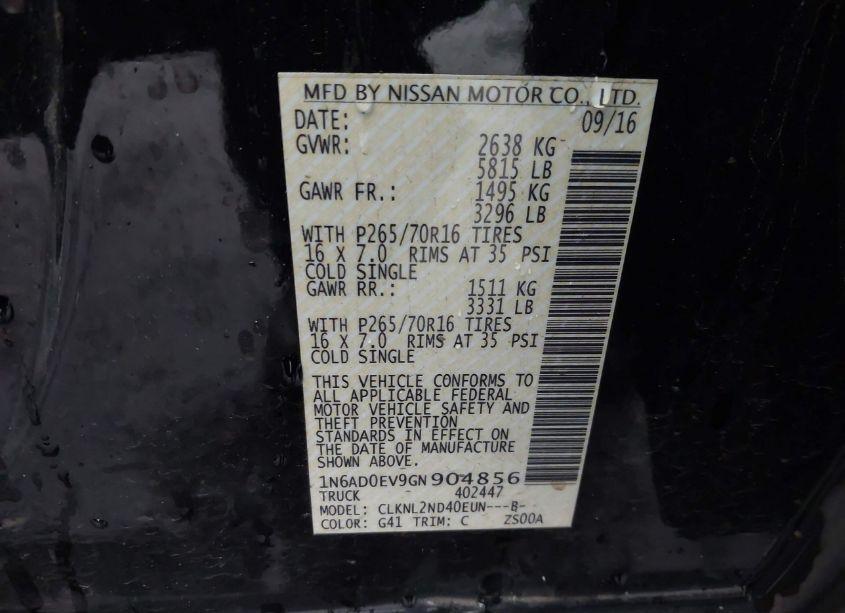 MFD BY NISSAN MOTOR CO., LTD.
DATE: 09/16
GVWR: 2638 KG
5815 LB
GAWR FR.: 1495 KG
3296 LB
WITH P265/70R16 TIRES
16 X 7.0 RIMS AT 35 PSI
COLD SINGLE
GAWR RR.: 1511 KG
3331 LB
WITH P265/70R16 TIRES
16 X 7.0 RIMS AT 35 PSI
COLD SINGLE
THIS VEHICLE CONFORMS TO
ALL APPLICABLE FEDERAL
MOTOR VEHICLE SAFETY AND
THEFT PREVENTION
STANDARDS IN EFFECT ON
THE DATE OF MANUFACTURE
SHOWN ABOVE.
1N6AD0EV9GN904856
TRUCK 402447
MODEL: CLKNL2ND40EUN---B-
COLOR: G41 TRIM: C ZS00A